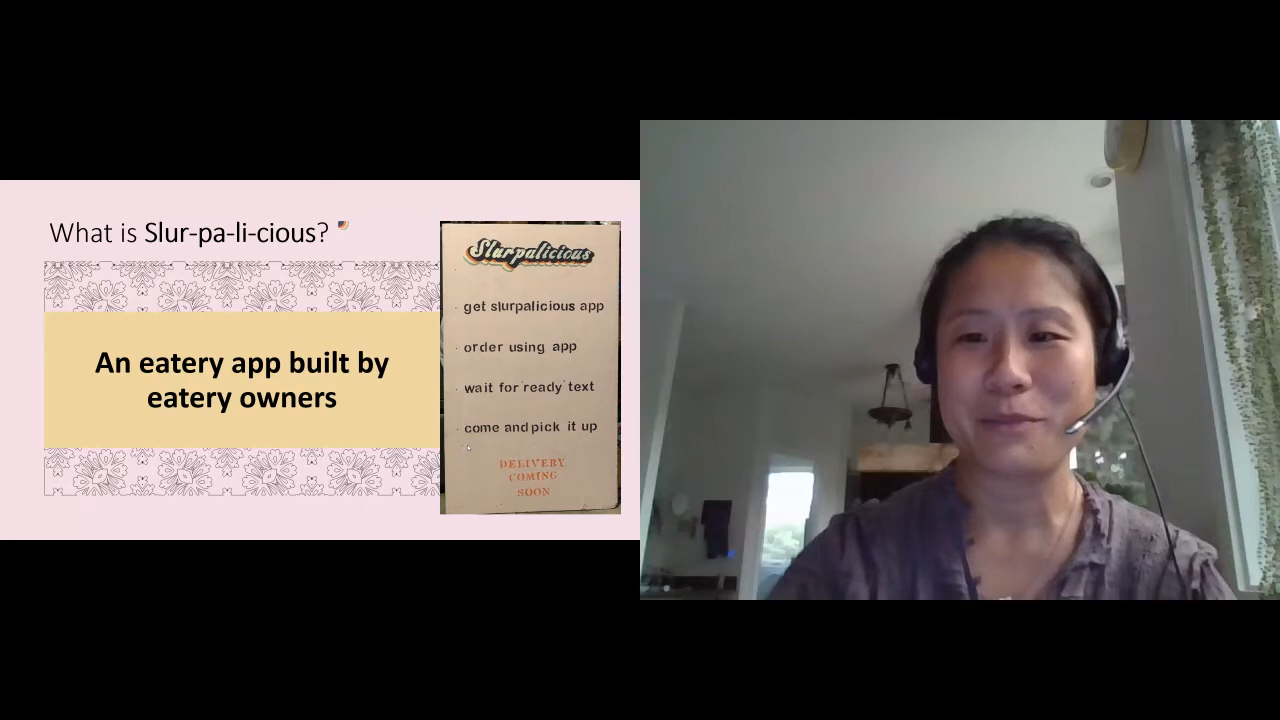 What is Slur-pa-li-cious?
An eatery app built by
eatery owners
Slurpalicious
get slurpalicious app
order using app
wait for 'ready' text
come and pick it up
DELIVERY
COMING
SOON